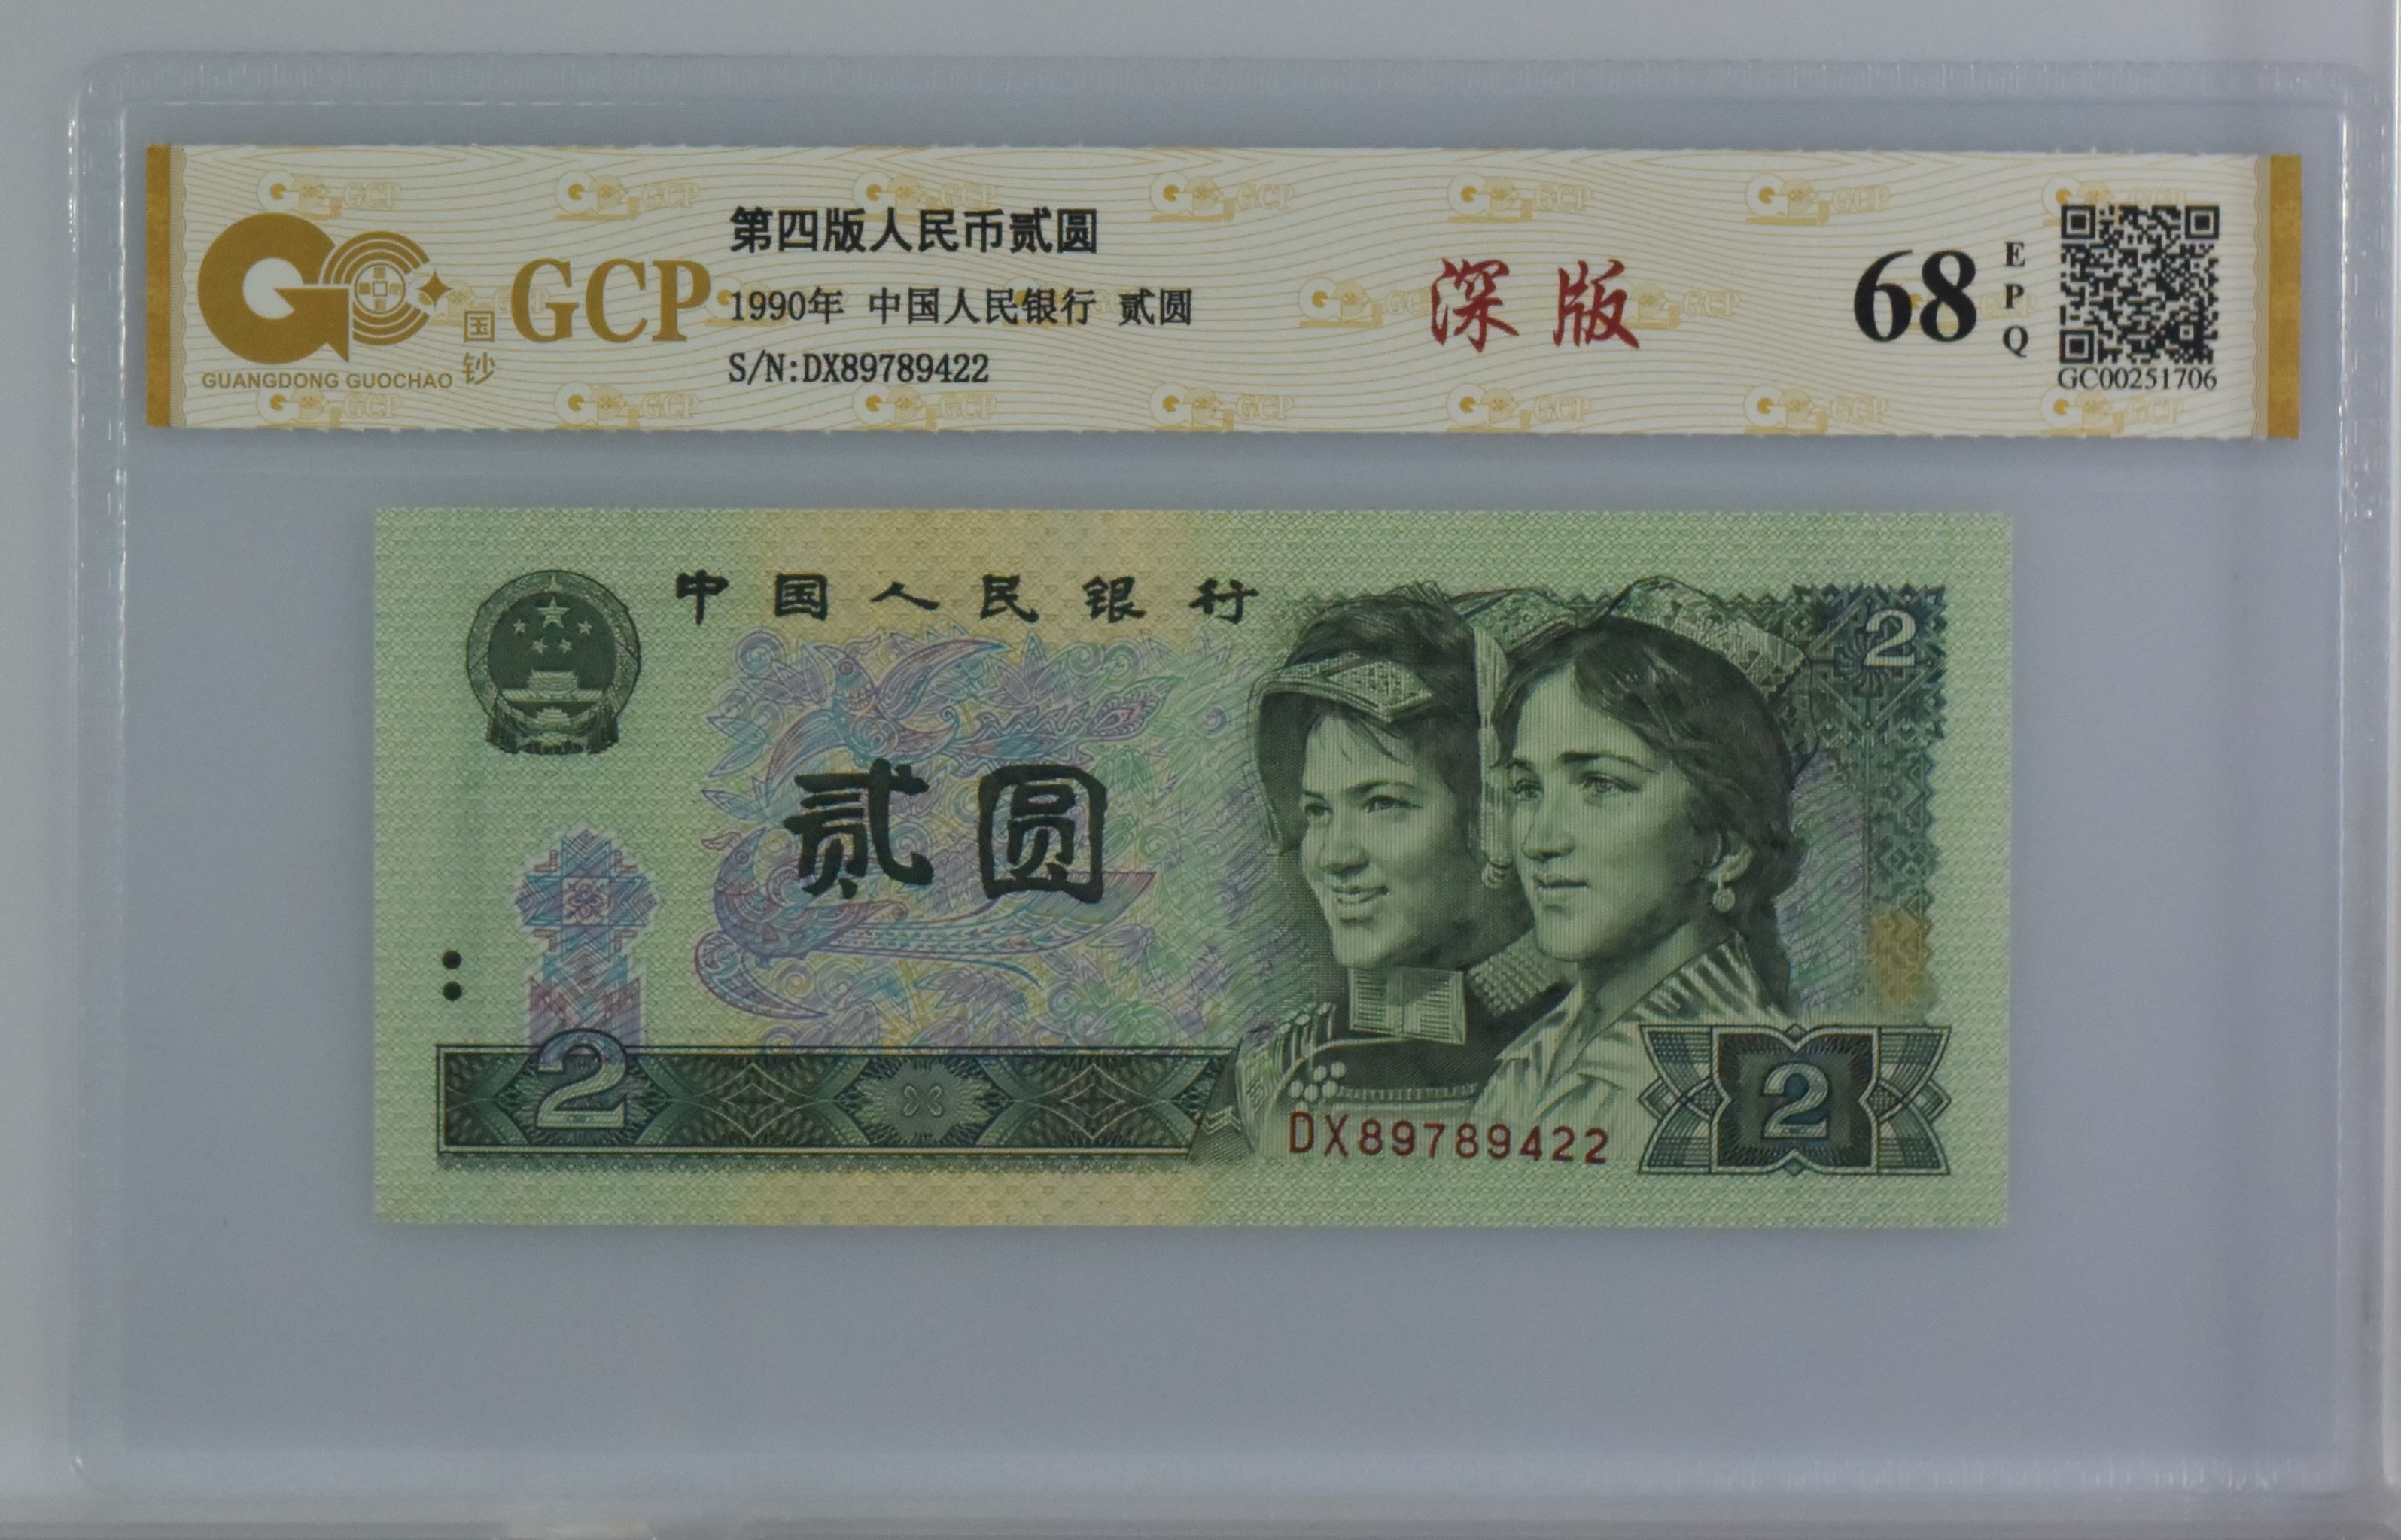 第四版人民币贰圆
国钞
GCP
1990年 中国人民银行 贰圆
深版
68
EPQ
GUANGDONG GUOCHAO
S/N:DX89789422
GC00251706
中国人民银行
2
贰圆
2
DX89789422
2